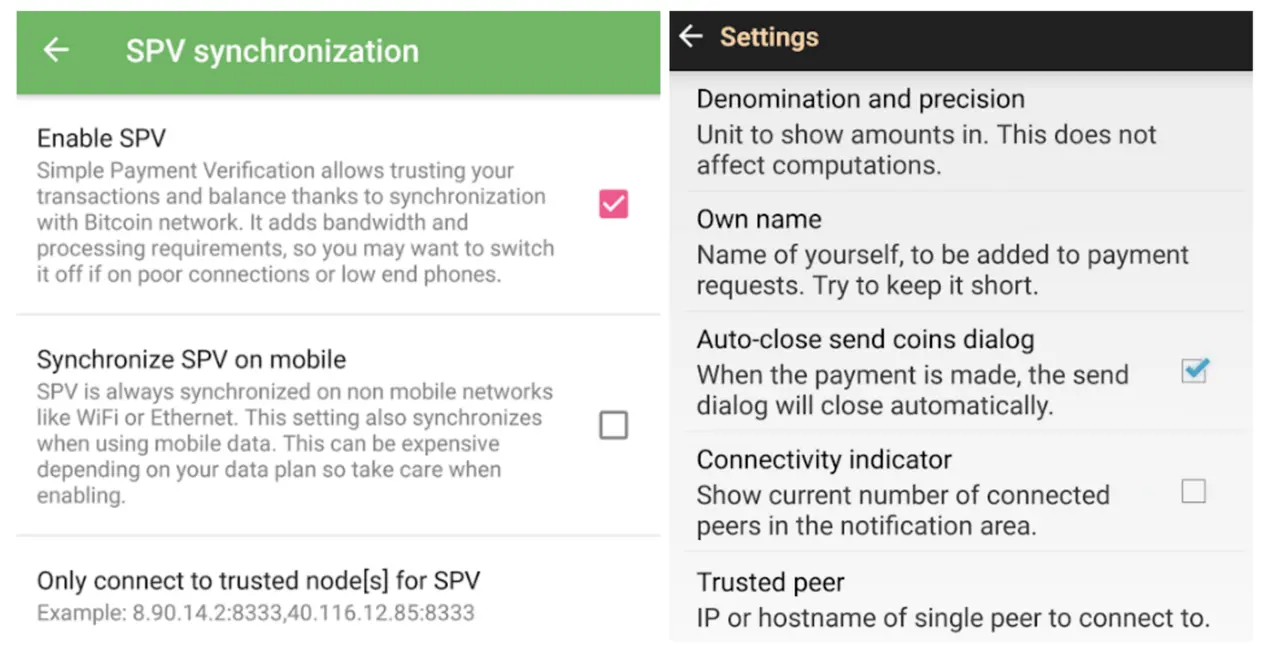 SPV synchronization
Enable SPV
Simple Payment Verification allows trusting your
transactions and balance thanks to synchronization
with Bitcoin network. It adds bandwidth and
processing requirements, so you may want to switch
it off if on poor connections or low end phones.
Synchronize SPV on mobile
SPV is always synchronized on non mobile networks
like WiFi or Ethernet. This setting also synchronizes
when using mobile data. This can be expensive
depending on your data plan so take care when
enabling.
Only connect to trusted node[s] for SPV
Example: 8.90.14.2:8333,40.116.12.85:8333
Settings
Denomination and precision
Unit to show amounts in. This does not
affect computations.
Own name
Name of yourself, to be added to payment
requests. Try to keep it short.
Auto-close send coins dialog
When the payment is made, the send
dialog will close automatically.
Connectivity indicator
Show current number of connected
peers in the notification area.
Trusted peer
IP or hostname of single peer to connect to.